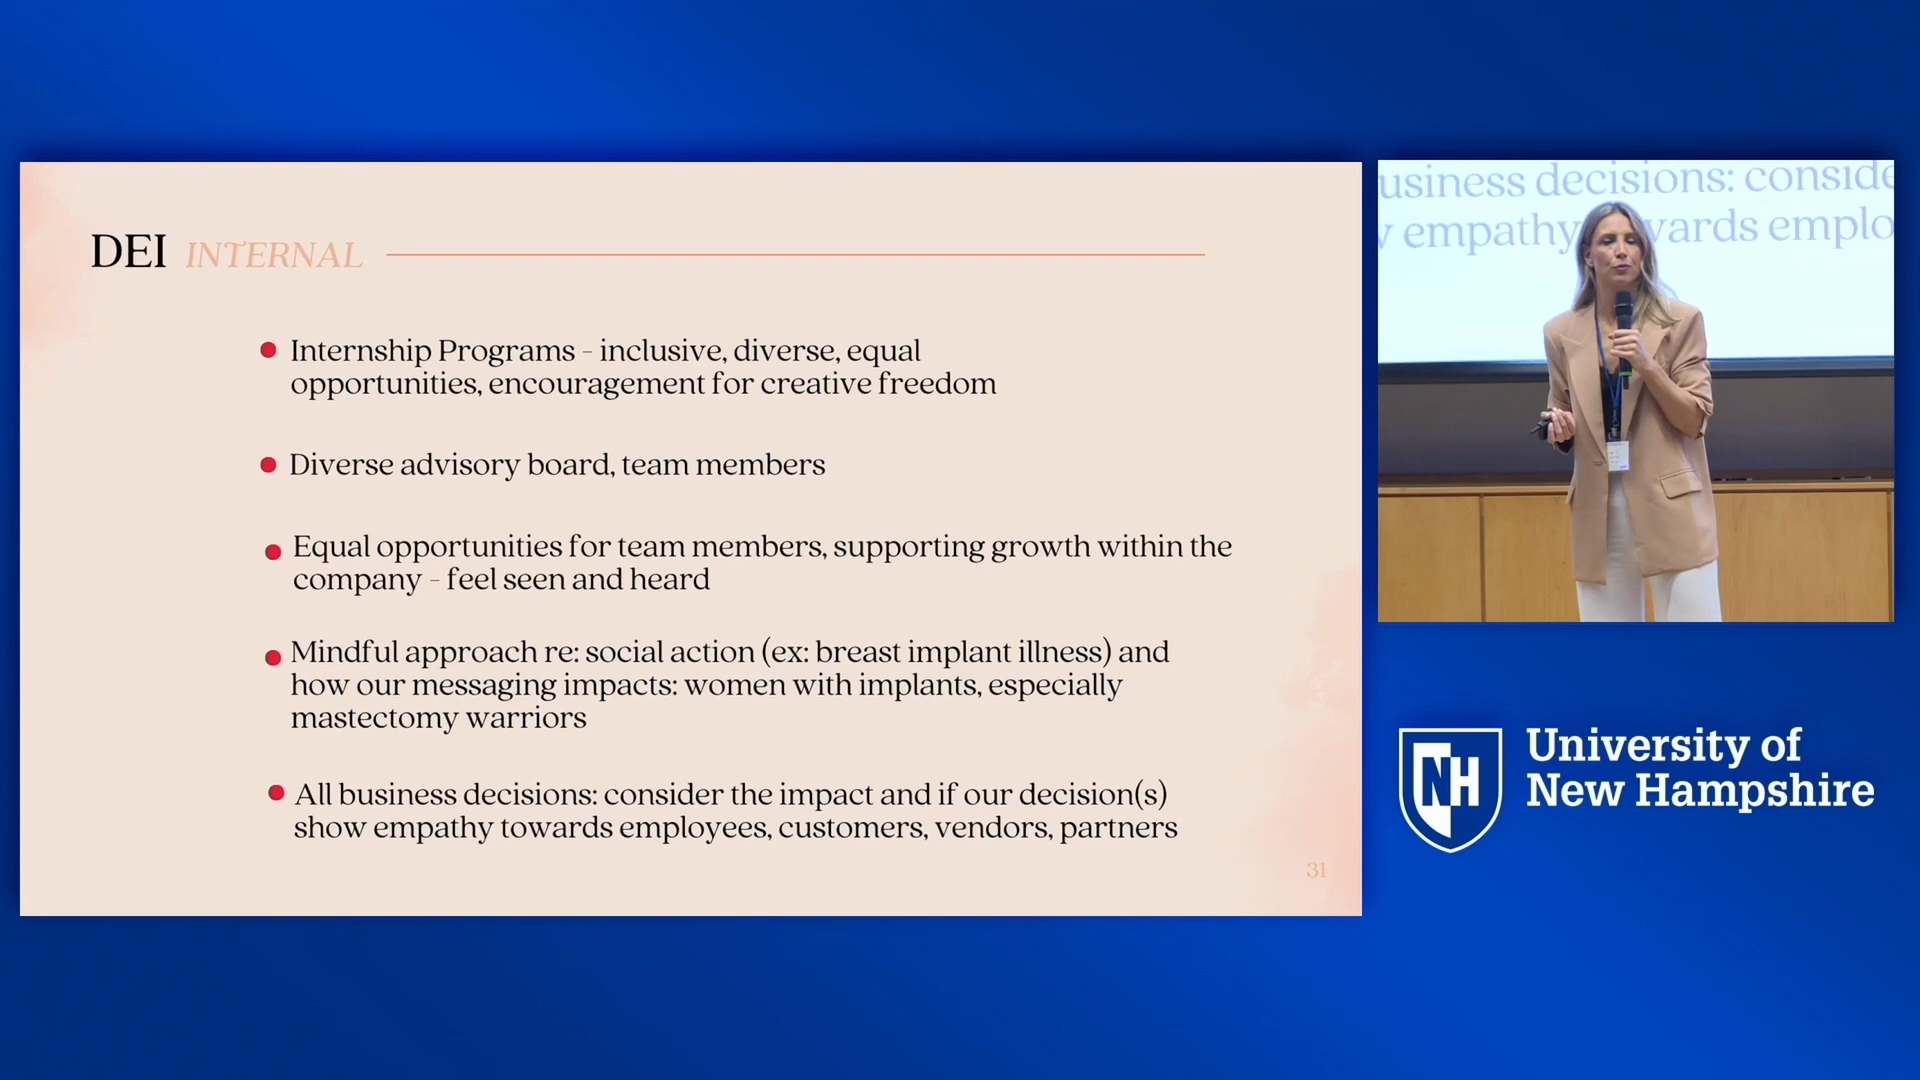 DEI INTERNAL
Internship Programs - inclusive, diverse, equal
opportunities, encouragement for creative freedom
Diverse advisory board, team members
Equal opportunities for team members, supporting growth within the
company - feel seen and heard
Mindful approach re: social action (ex: breast implant illness) and
how our messaging impacts: women with implants, especially
mastectomy warriors
All business decisions: consider the impact and if our decision(s)
show empathy towards employees, customers, vendors, partners
31
usiness decisions: conside
empathy wards emplo
NH
University of
New Hampshire